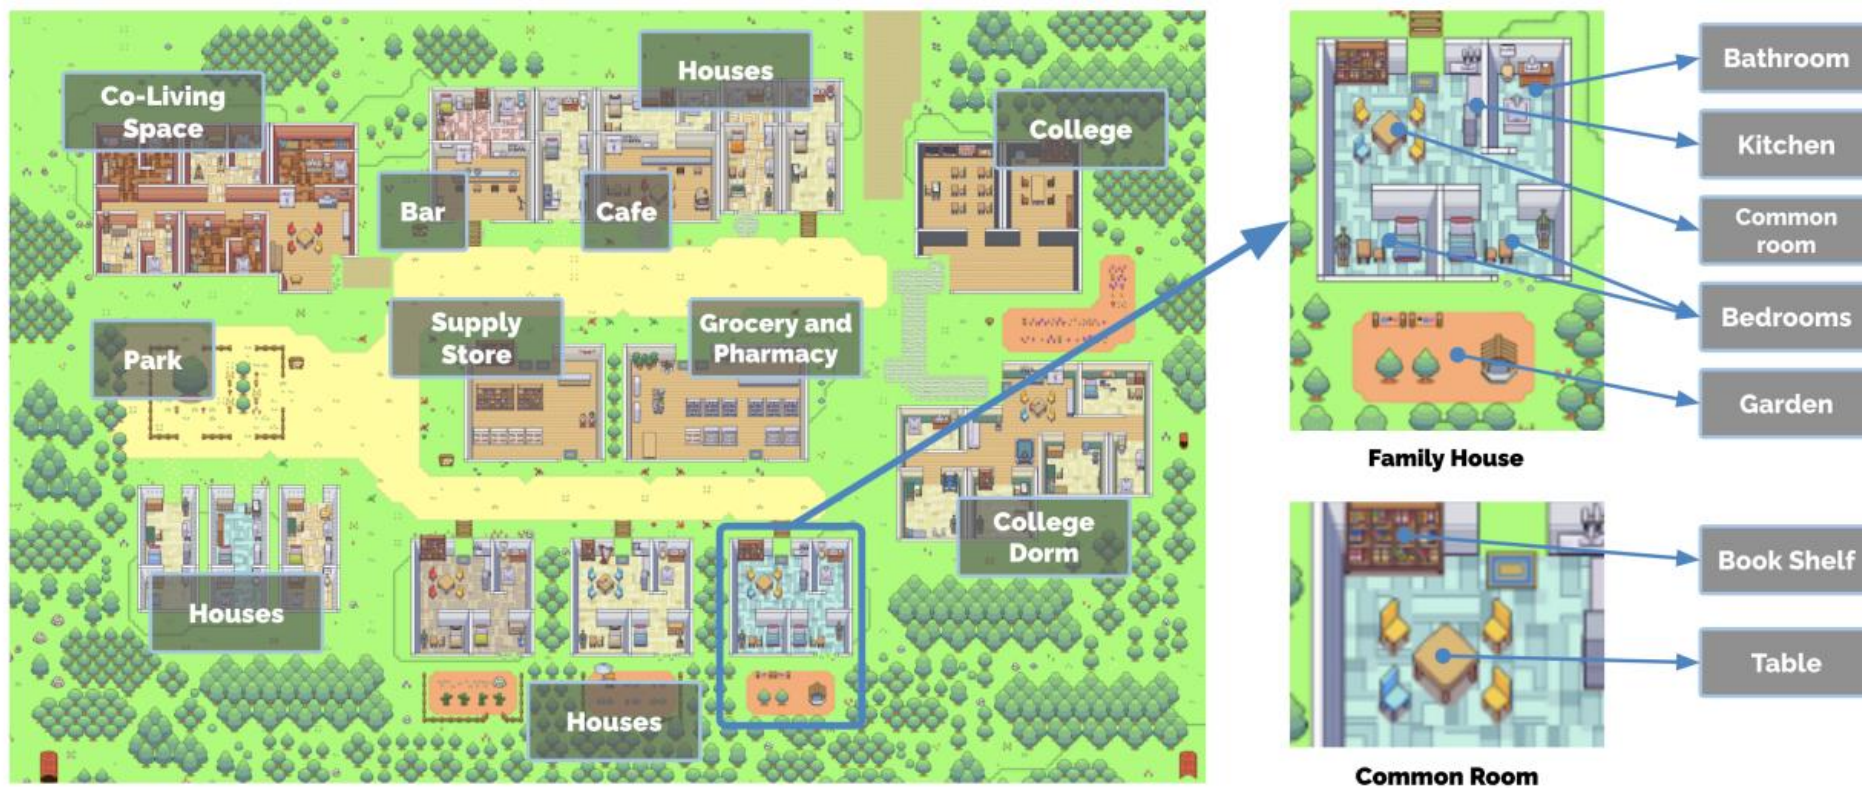 Co-Living
Space
Houses
College
Bar
Cafe
Park
Supply
Store
Grocery and
Pharmacy
College
Dorm
Houses
Houses
Bathroom
Kitchen
Common
room
Bedrooms
Garden
Family House
Book Shelf
Table
Common Room